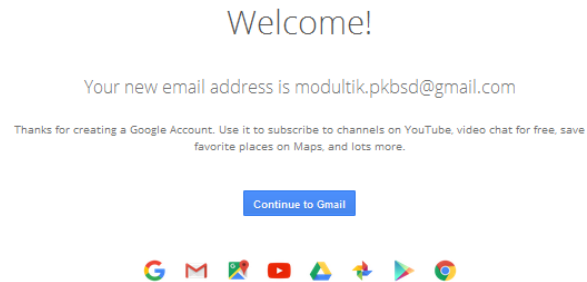 Welcome!
Your new email address is modultik.pkbsd@gmail.com
Thanks for creating a Google Account. Use it to subscribe to channels on YouTube, video chat for free, save
favorite places on Maps, and lots more.
Continue to Gmail